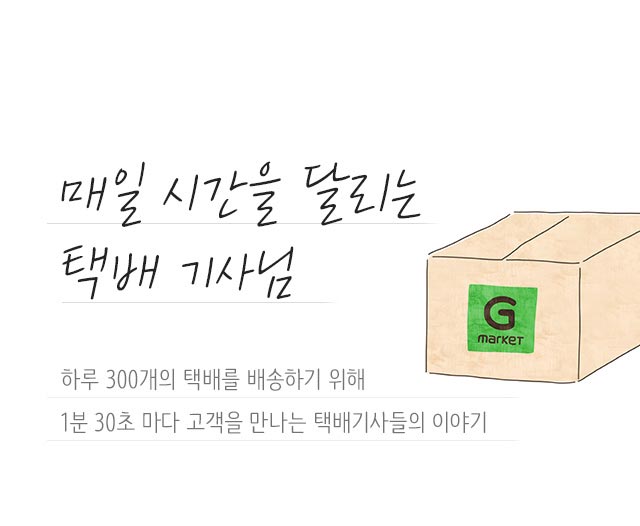 매일 시간을 달리는
택배 기사님
G
market
하루 300개의 택배를 배송하기 위해
1분 30초 마다 고객을 만나는 택배기사들의 이야기